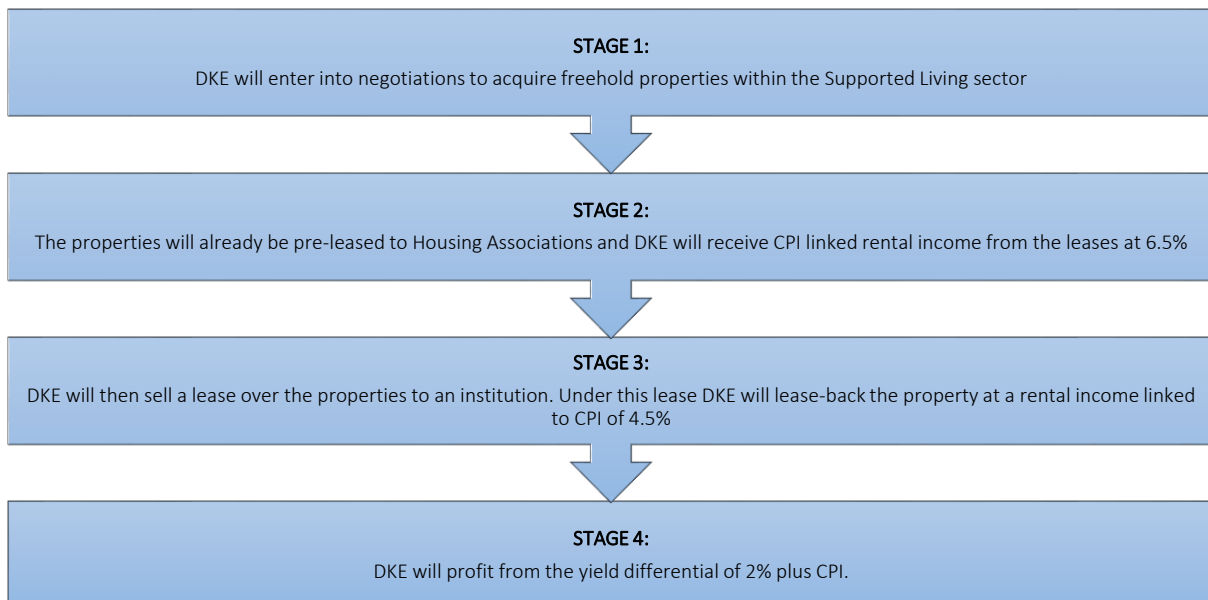 STAGE 1:
DKE will enter into negotiations to acquire freehold properties within the Supported Living sector
STAGE 2:
The properties will already be pre-leased to Housing Associations and DKE will receive CPI linked rental income from the leases at 6.5%
STAGE 3:
DKE will then sell a lease over the properties to an institution. Under this lease DKE will lease-back the property at a rental income linked
to CPI of 4.5%
STAGE 4:
DKE will profit from the yield differential of 2% plus CPI.